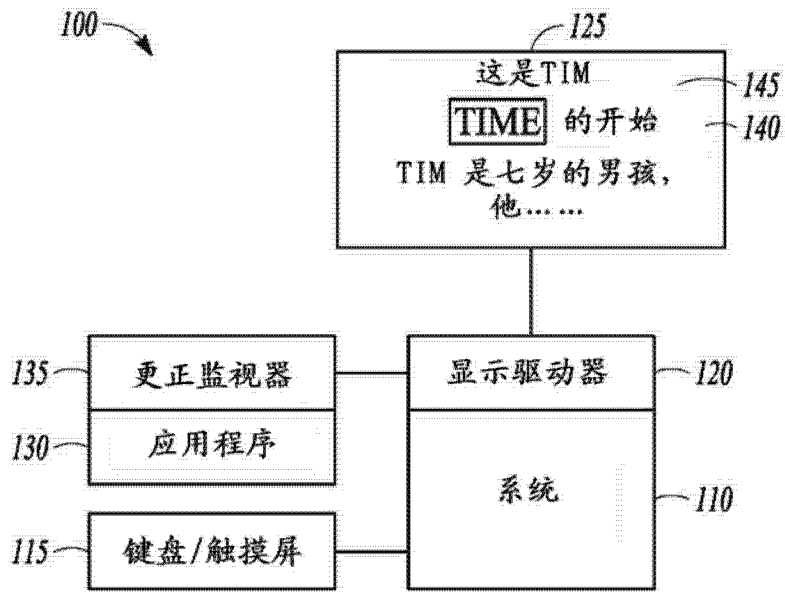 100
125
这是TIM
145
TIME 的开始
140
TIM 是七岁的男孩,
他……
135
更正监视器
显示驱动器
120
130
应用程序
系统
110
115
键盘/触摸屏